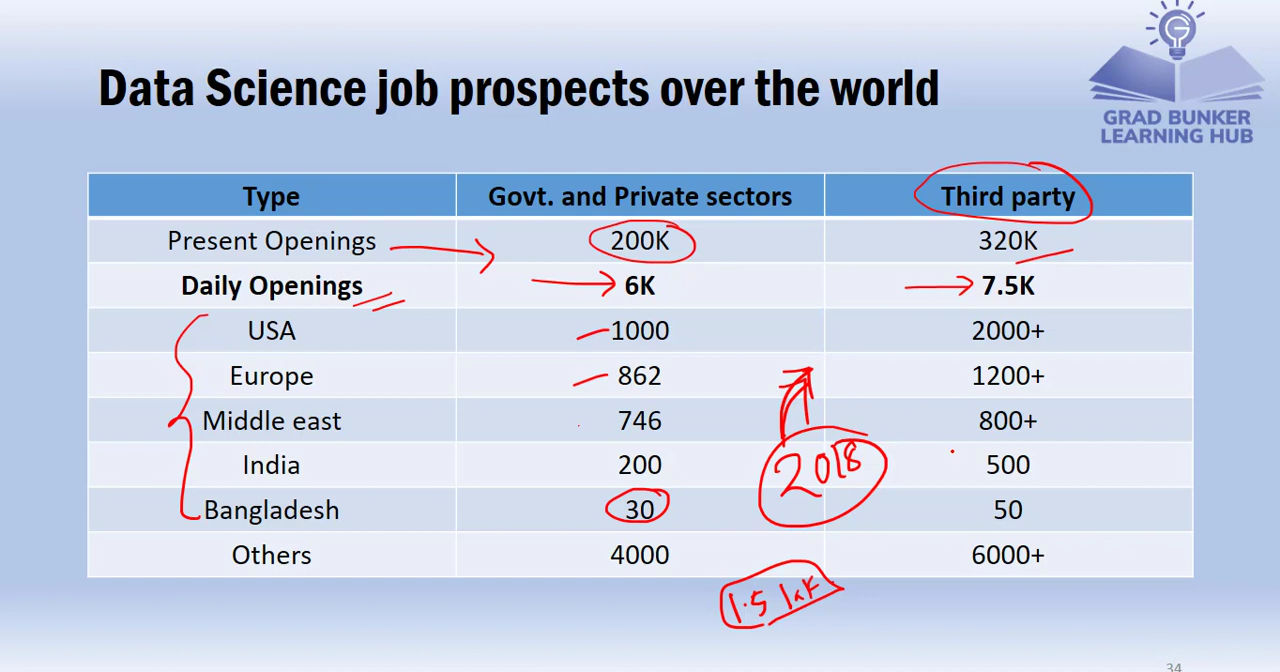 Data Science job prospects over the world
G
GRAD BUNKER
LEARNING HUB
Type Govt. and Private sectors Third party
Present Openings 200K 320K
Daily Openings 6K 7.5K
USA 1000 2000+
Europe 862 1200+
Middle east 746 800+
India 200 500
2018
Bangladesh 30 50
Others 4000 6000+
1.5 lak
34